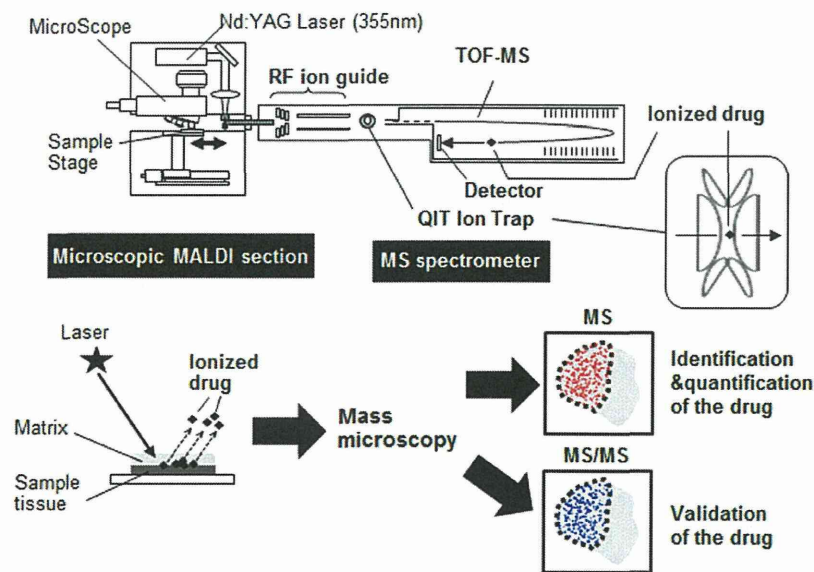 Nd:YAG Laser (355nm)
MicroScope
TOF-MS
RF ion guide
Ionized drug
Sample
Stage
Detector
QIT Ion Trap
Microscopic MALDI section
MS spectrometer
Laser
Ionized
drug
Matrix
Sample
tissue
Mass
microscopy
MS
Identification
&quantification
of the drug
MS/MS
Validation
of the drug